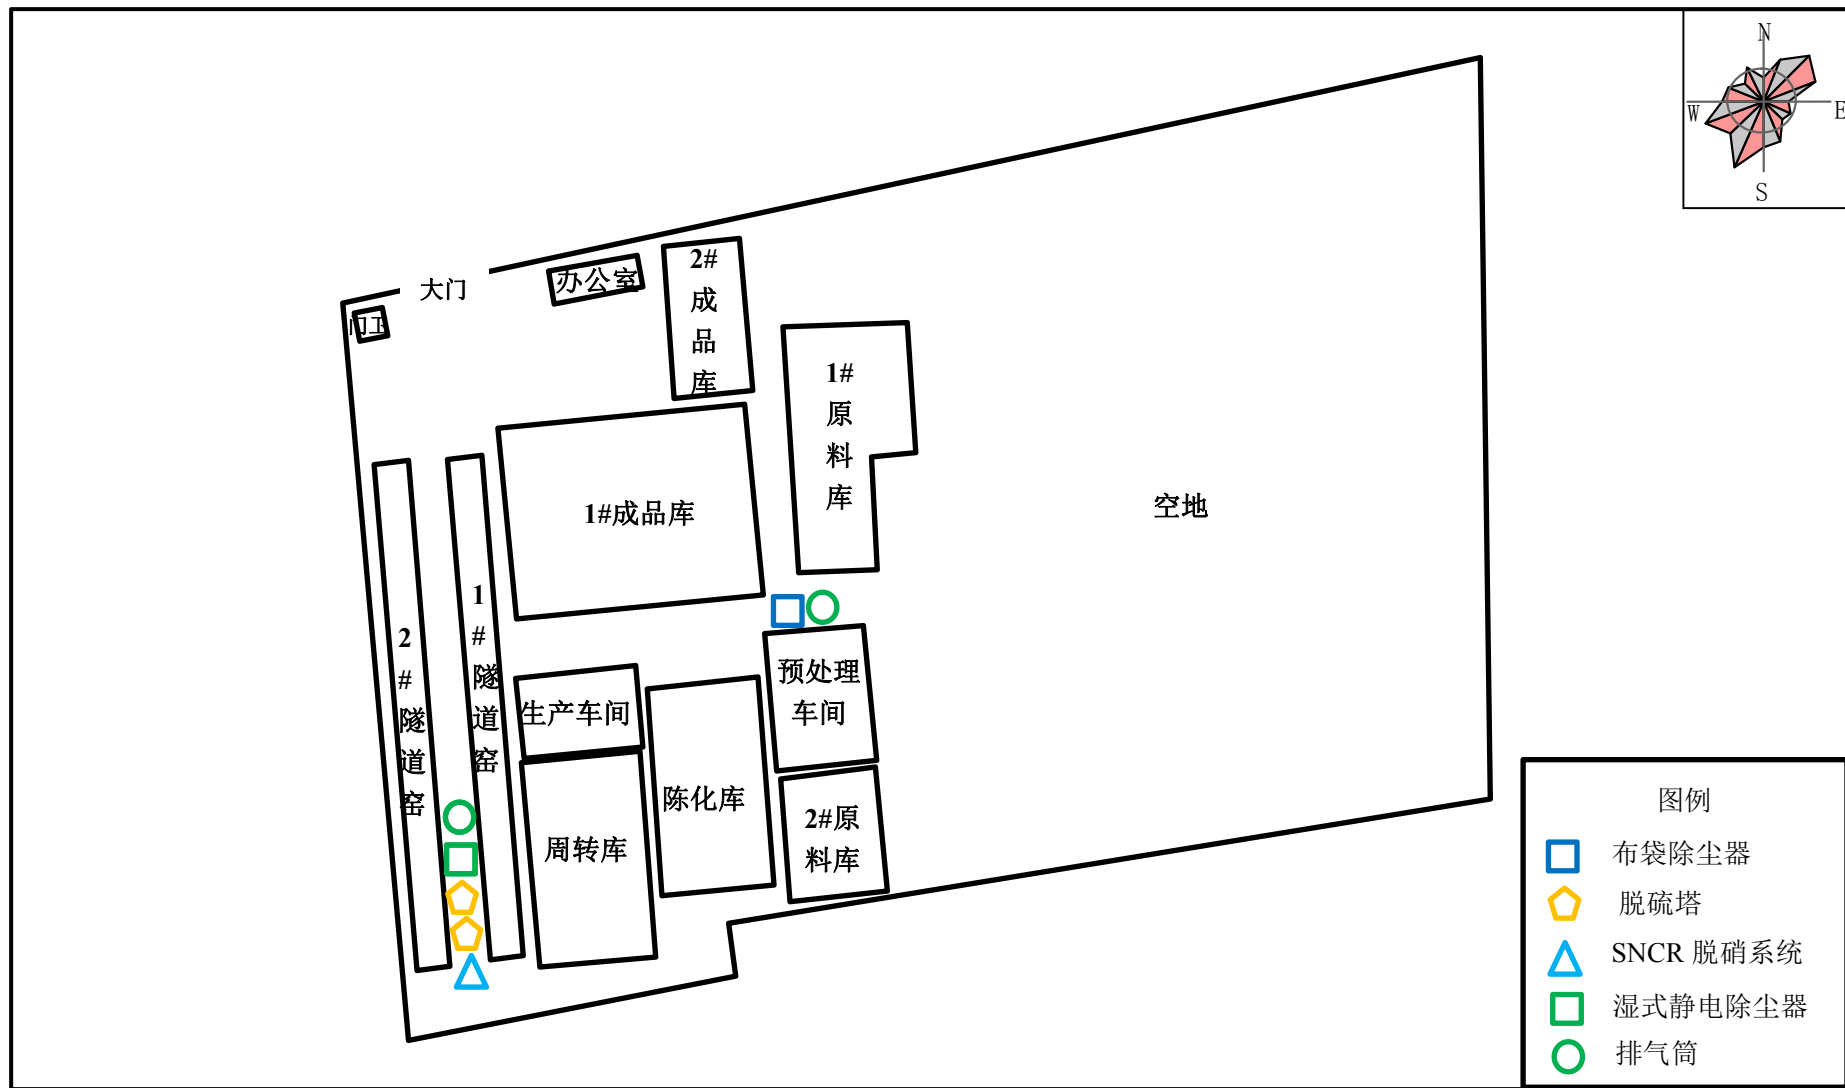 N
W
E
S
大门
办公室
门卫
2#
成
品
库
1#
原
料
库
1#成品库
空地
1
#
隧
道
窑
2
#
隧
道
窑
生产车间
预处理
车间
陈化库
周转库
2#原
料库
图例
布袋除尘器
脱硫塔
SNCR 脱硝系统
湿式静电除尘器
排气筒